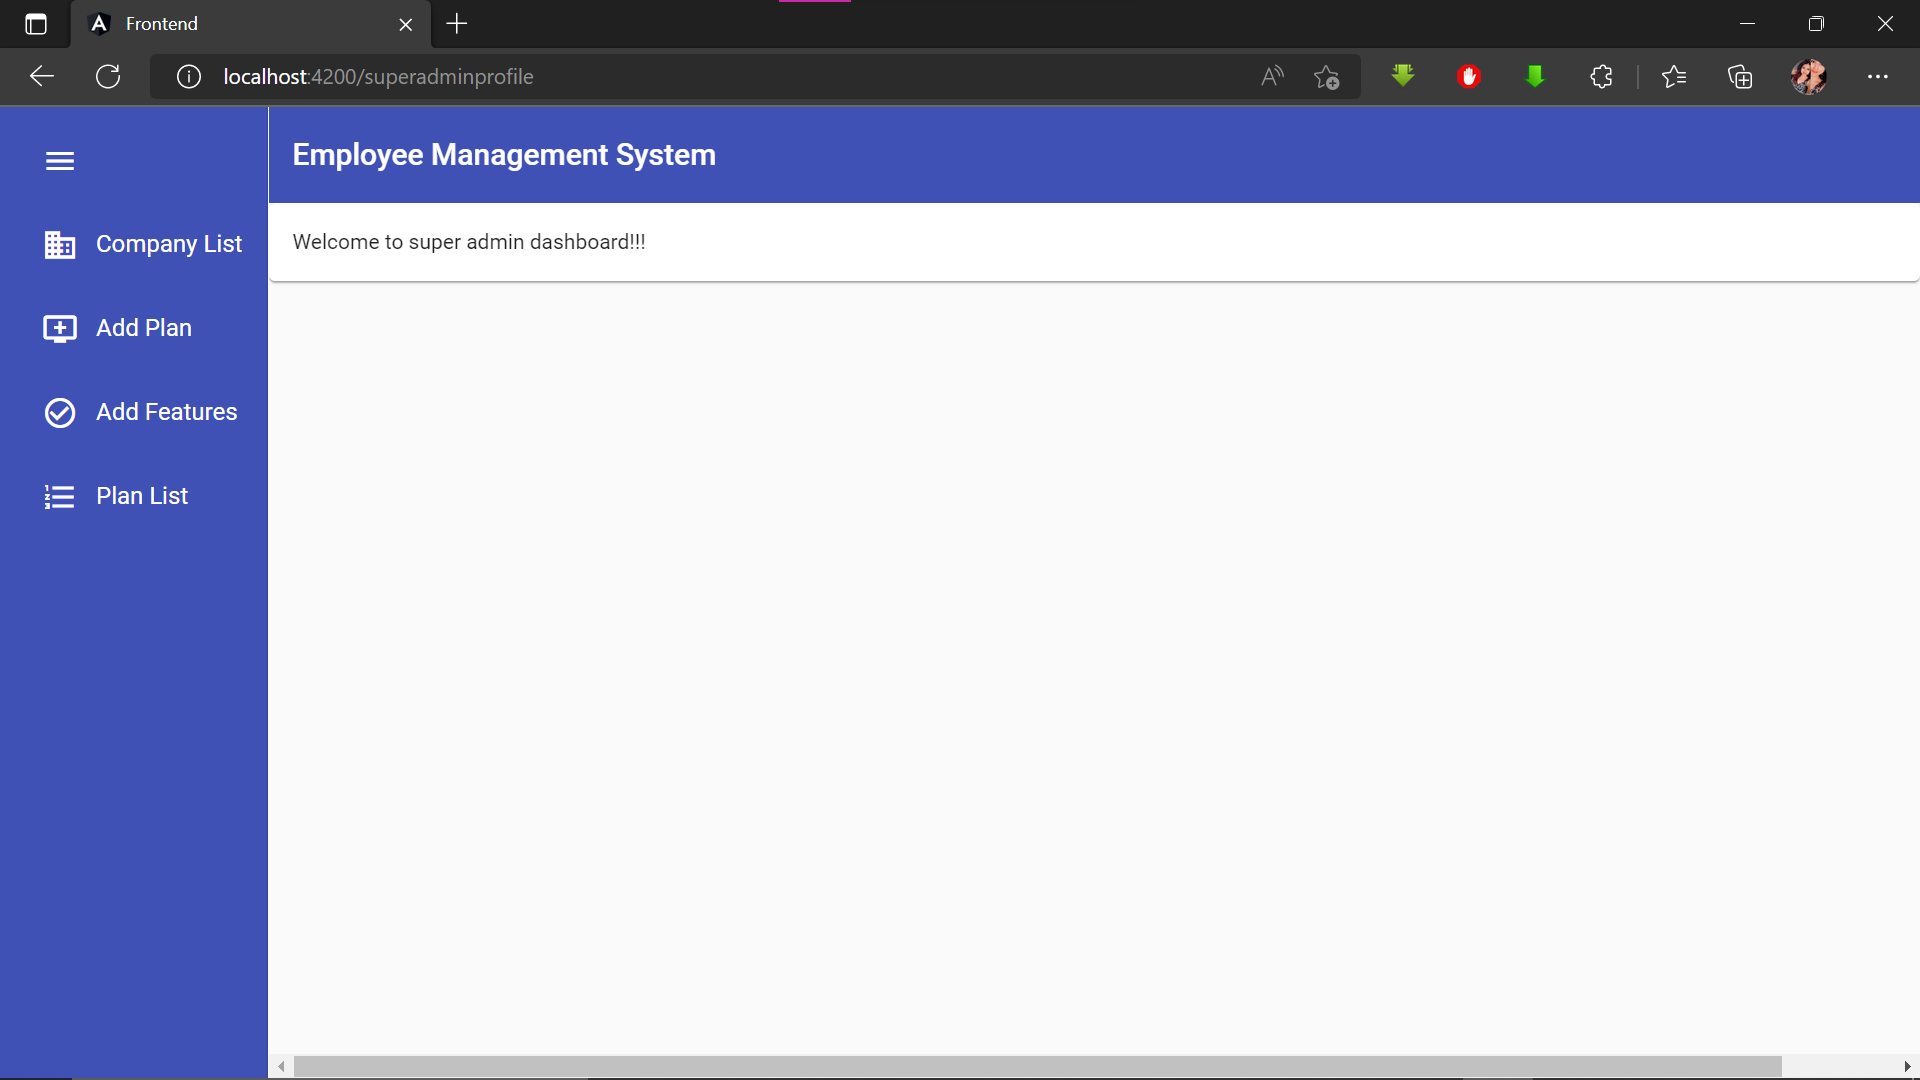 Frontend
localhost:4200/superadminprofile
Employee Management System
Welcome to super admin dashboard!!!
Company List
Add Plan
Add Features
Plan List